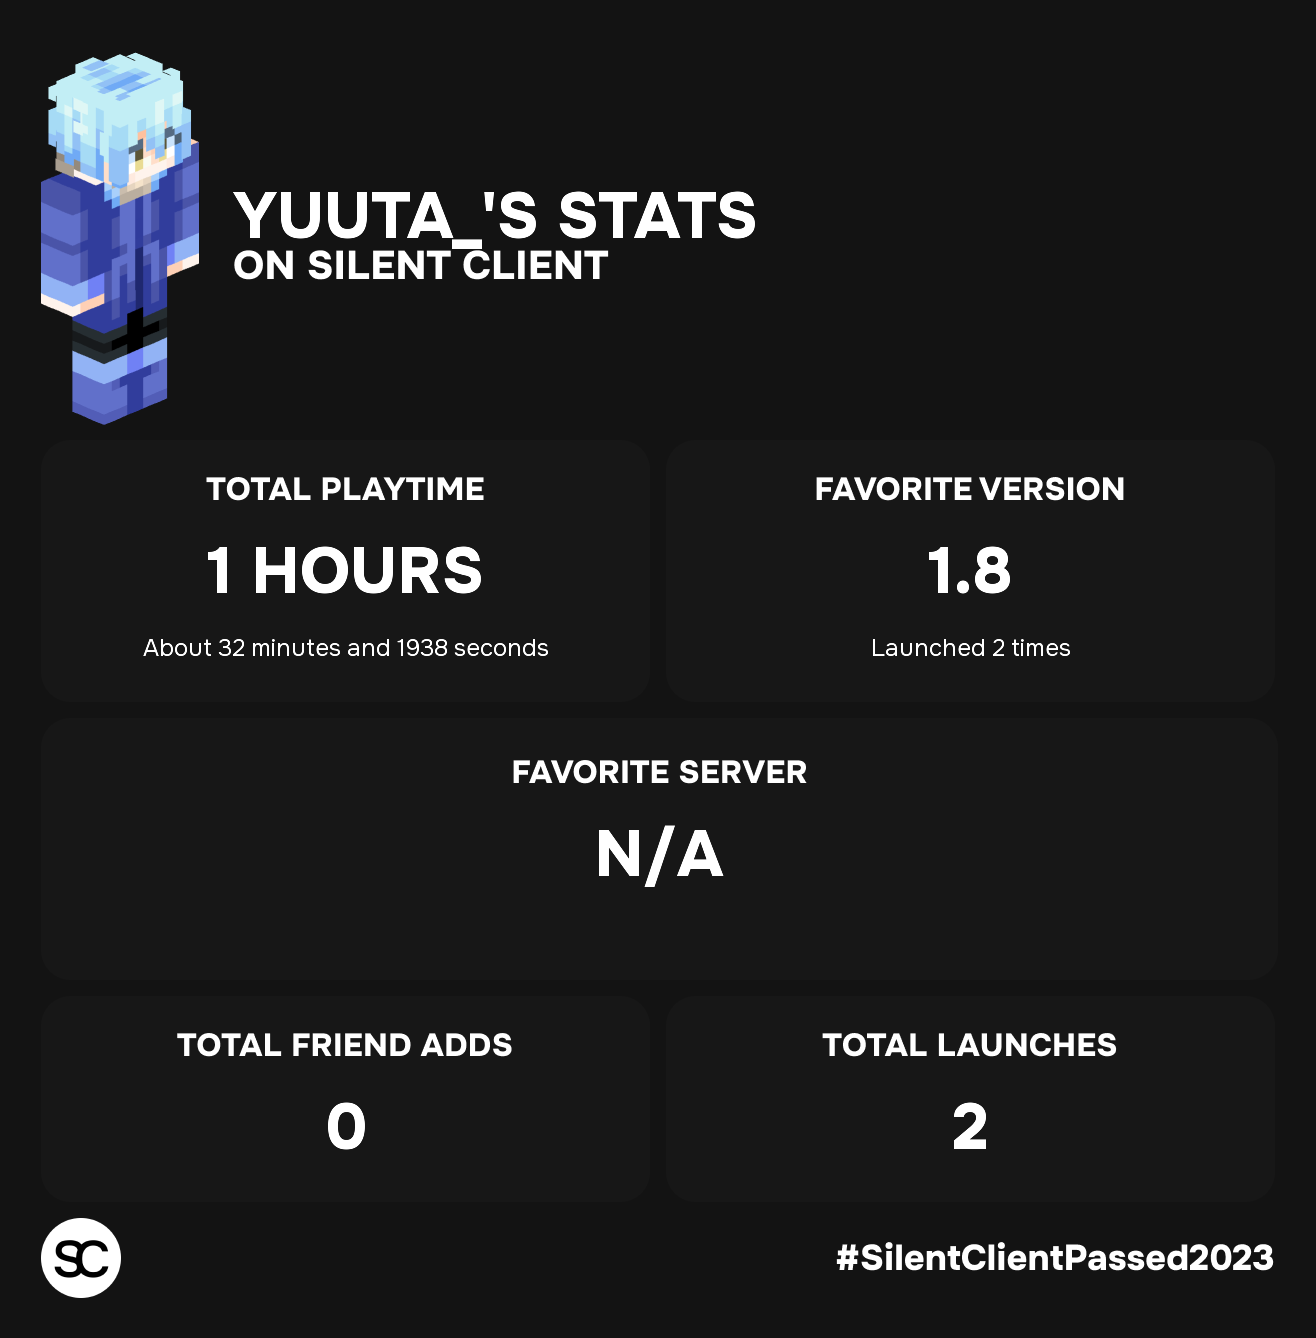 YUUTA_'S STATS
ON SILENT CLIENT
TOTAL PLAYTIME
1 HOURS
About 32 minutes and 1938 seconds
FAVORITE VERSION
1.8
Launched 2 times
FAVORITE SERVER
N/A
TOTAL FRIEND ADDS
0
TOTAL LAUNCHES
2
SC
#SilentClientPassed2023